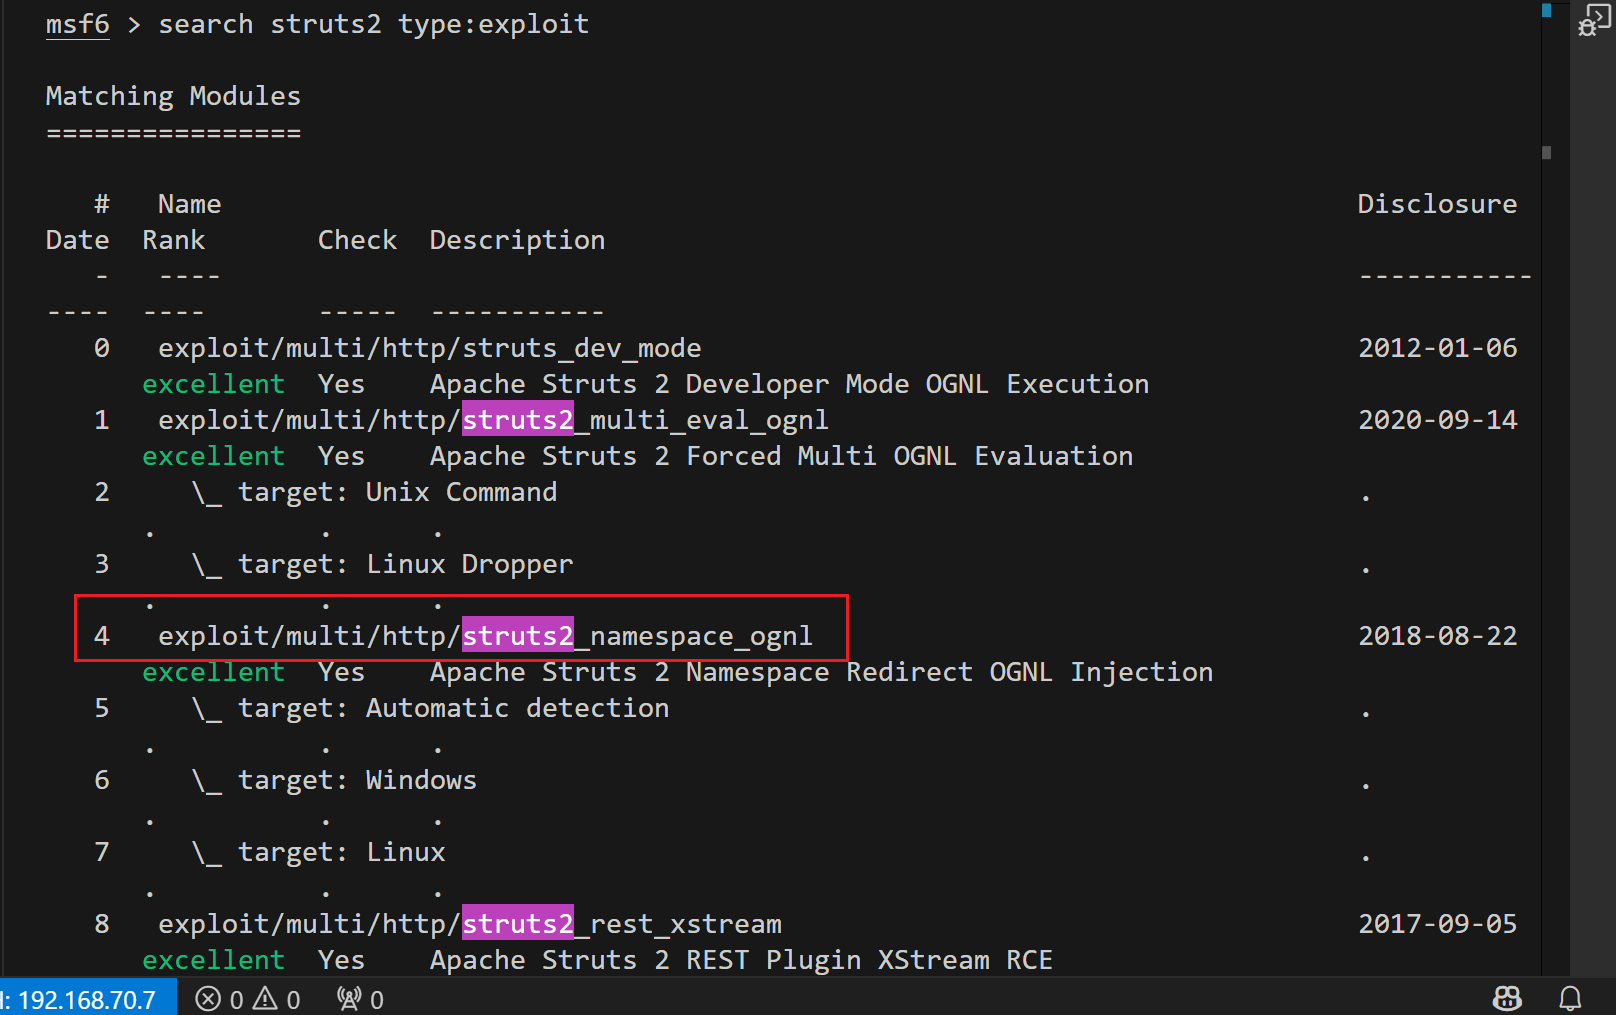 msf6 > search struts2 type:exploit
Matching Modules
================
# Name Disclosure
Date Rank Check Description
- ---- -----------
---- ---- ----- -----------
0 exploit/multi/http/struts_dev_mode 2012-01-06
excellent Yes Apache Struts 2 Developer Mode OGNL Execution
1 exploit/multi/http/struts2_multi_eval_ognl 2020-09-14
excellent Yes Apache Struts 2 Forced Multi OGNL Evaluation
2 \_ target: Unix Command .
. . .
3 \_ target: Linux Dropper .
. . .
4 exploit/multi/http/struts2_namespace_ognl 2018-08-22
excellent Yes Apache Struts 2 Namespace Redirect OGNL Injection
5 \_ target: Automatic detection .
. . .
6 \_ target: Windows .
. . .
7 \_ target: Linux .
. . .
8 exploit/multi/http/struts2_rest_xstream 2017-09-05
excellent Yes Apache Struts 2 REST Plugin XStream RCE
: 192.168.70.7 0 0 0